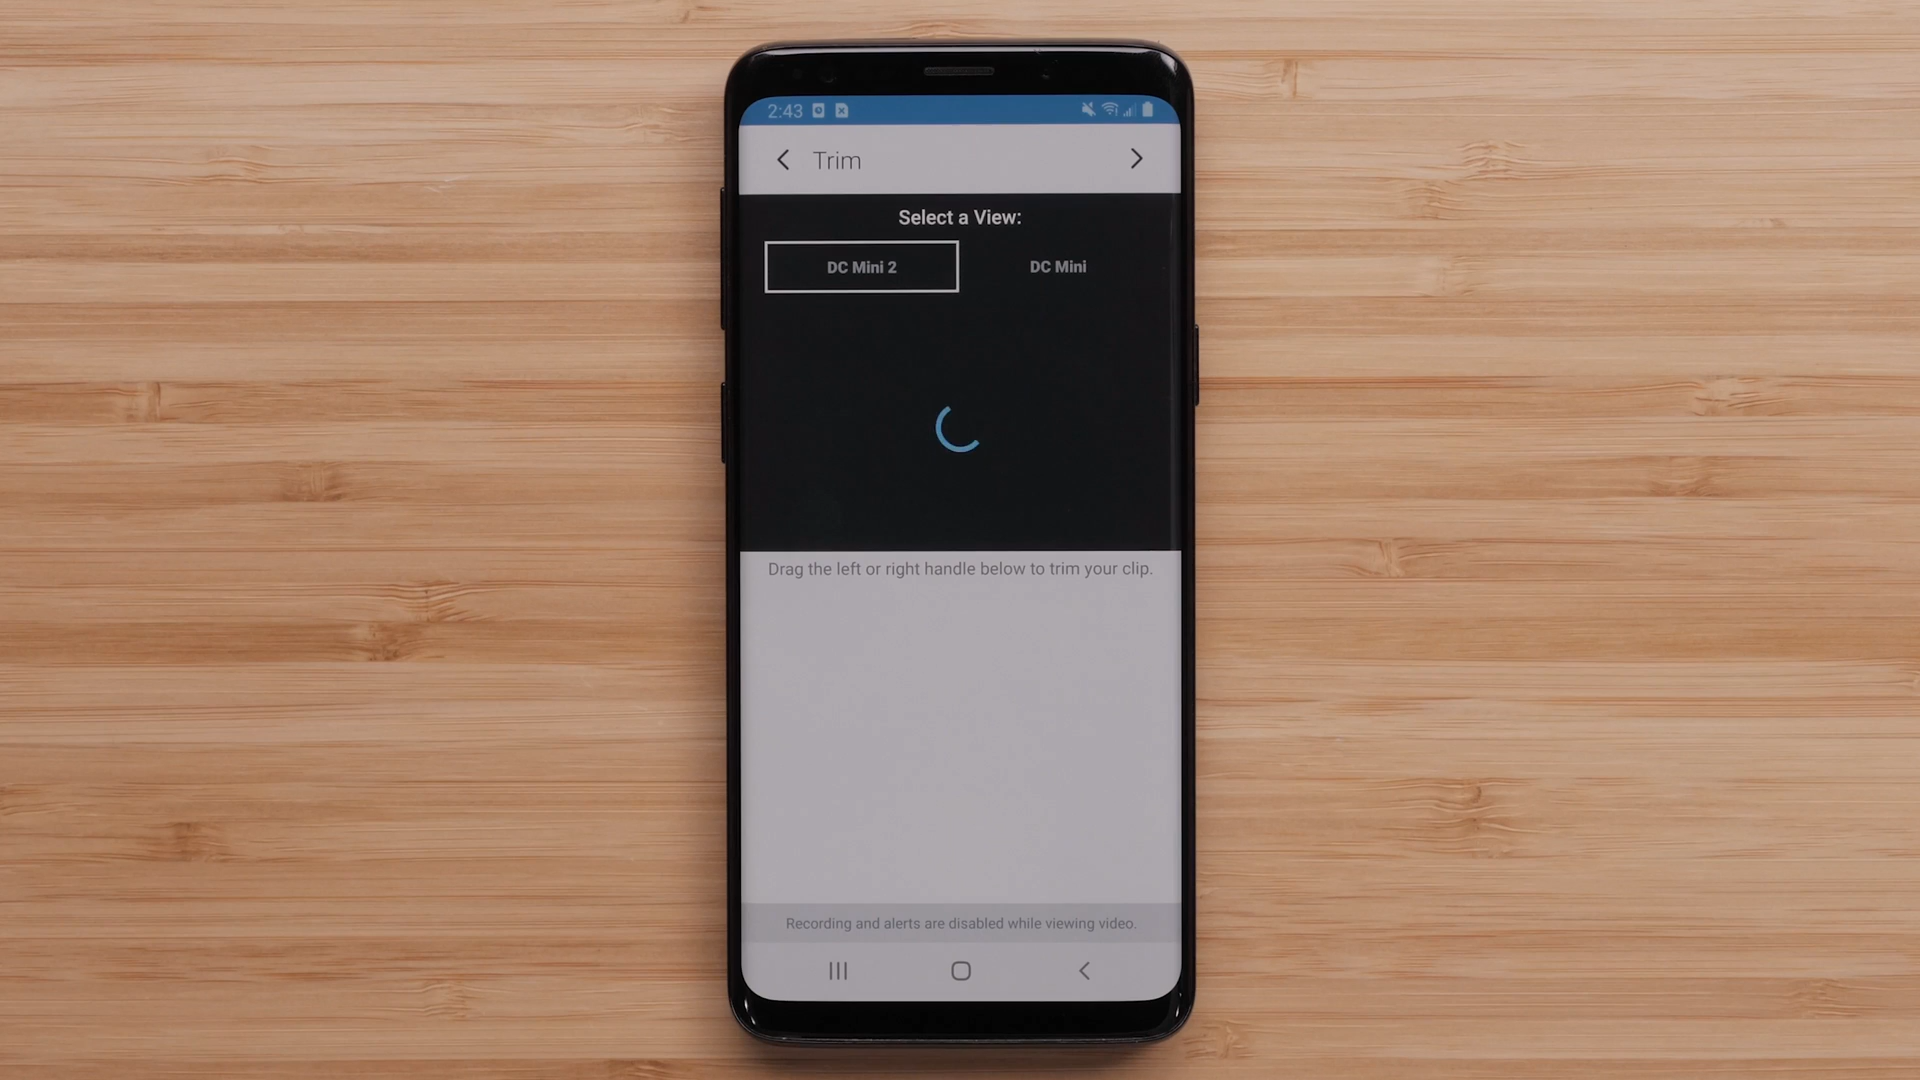 2:43
Trim
Select a View:
DC Mini 2
DC Mini
Drag the left or right handle below to trim your clip.
Recording and alerts are disabled while viewing video.